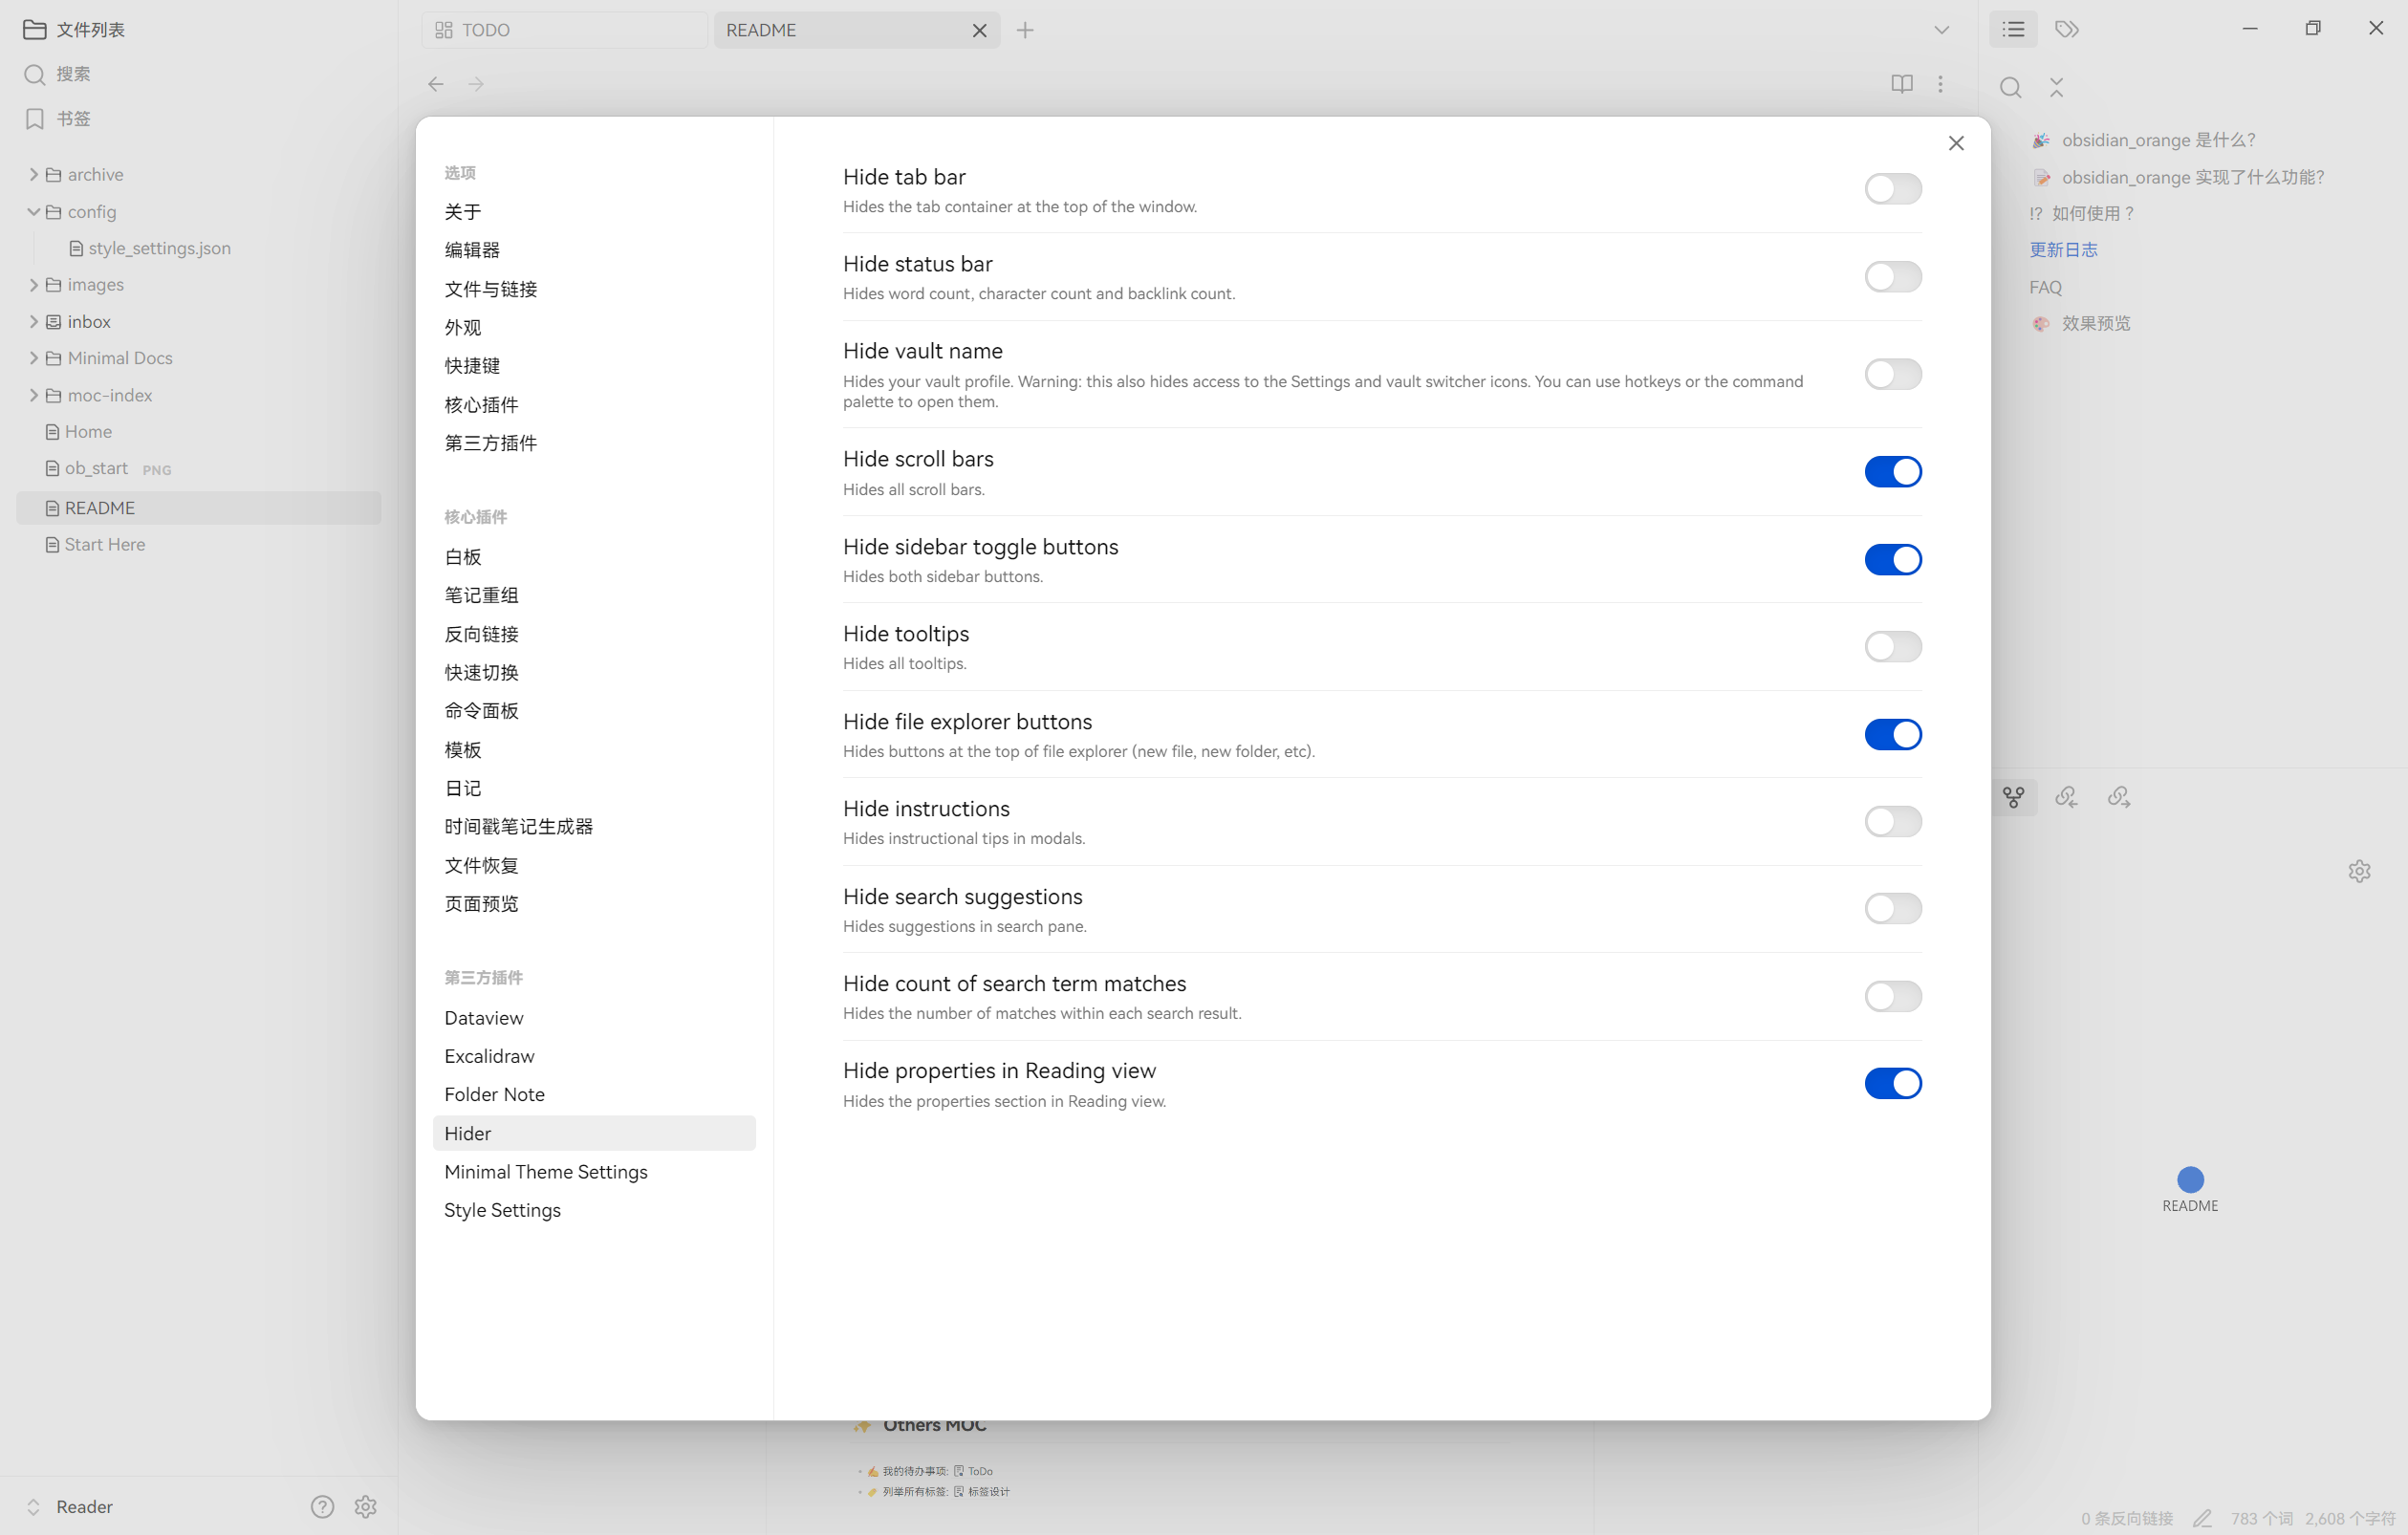 文件列表
搜索
书签
archive
config
style_settings.json
images
inbox
Minimal Docs
moc-index
Home
ob_start PNG
README
Start Here
Reader
TODO
README
选项
关于
编辑器
文件与链接
外观
快捷键
核心插件
第三方插件
核心插件
白板
笔记重组
反向链接
快速切换
命令面板
模板
日记
时间戳笔记生成器
文件恢复
页面预览
第三方插件
Dataview
Excalidraw
Folder Note
Hider
Minimal Theme Settings
Style Settings
Hide tab bar
Hides the tab container at the top of the window.
Hide status bar
Hides word count, character count and backlink count.
Hide vault name
Hides your vault profile. Warning: this also hides access to the Settings and vault switcher icons. You can use hotkeys or the command
palette to open them.
Hide scroll bars
Hides all scroll bars.
Hide sidebar toggle buttons
Hides both sidebar buttons.
Hide tooltips
Hides all tooltips.
Hide file explorer buttons
Hides buttons at the top of file explorer (new file, new folder, etc).
Hide instructions
Hides instructional tips in modals.
Hide search suggestions
Hides suggestions in search pane.
Hide count of search term matches
Hides the number of matches within each search result.
Hide properties in Reading view
Hides the properties section in Reading view.
Others MOC
我的待办事项: ToDo
列举所有标签: 标签设计
🎉 obsidian_orange 是什么?
📝 obsidian_orange 实现了什么功能?
⁉ 如何使用？
更新日志
FAQ
🎨 效果预览
README
0 条反向链接 783 个词 2,608 个字符